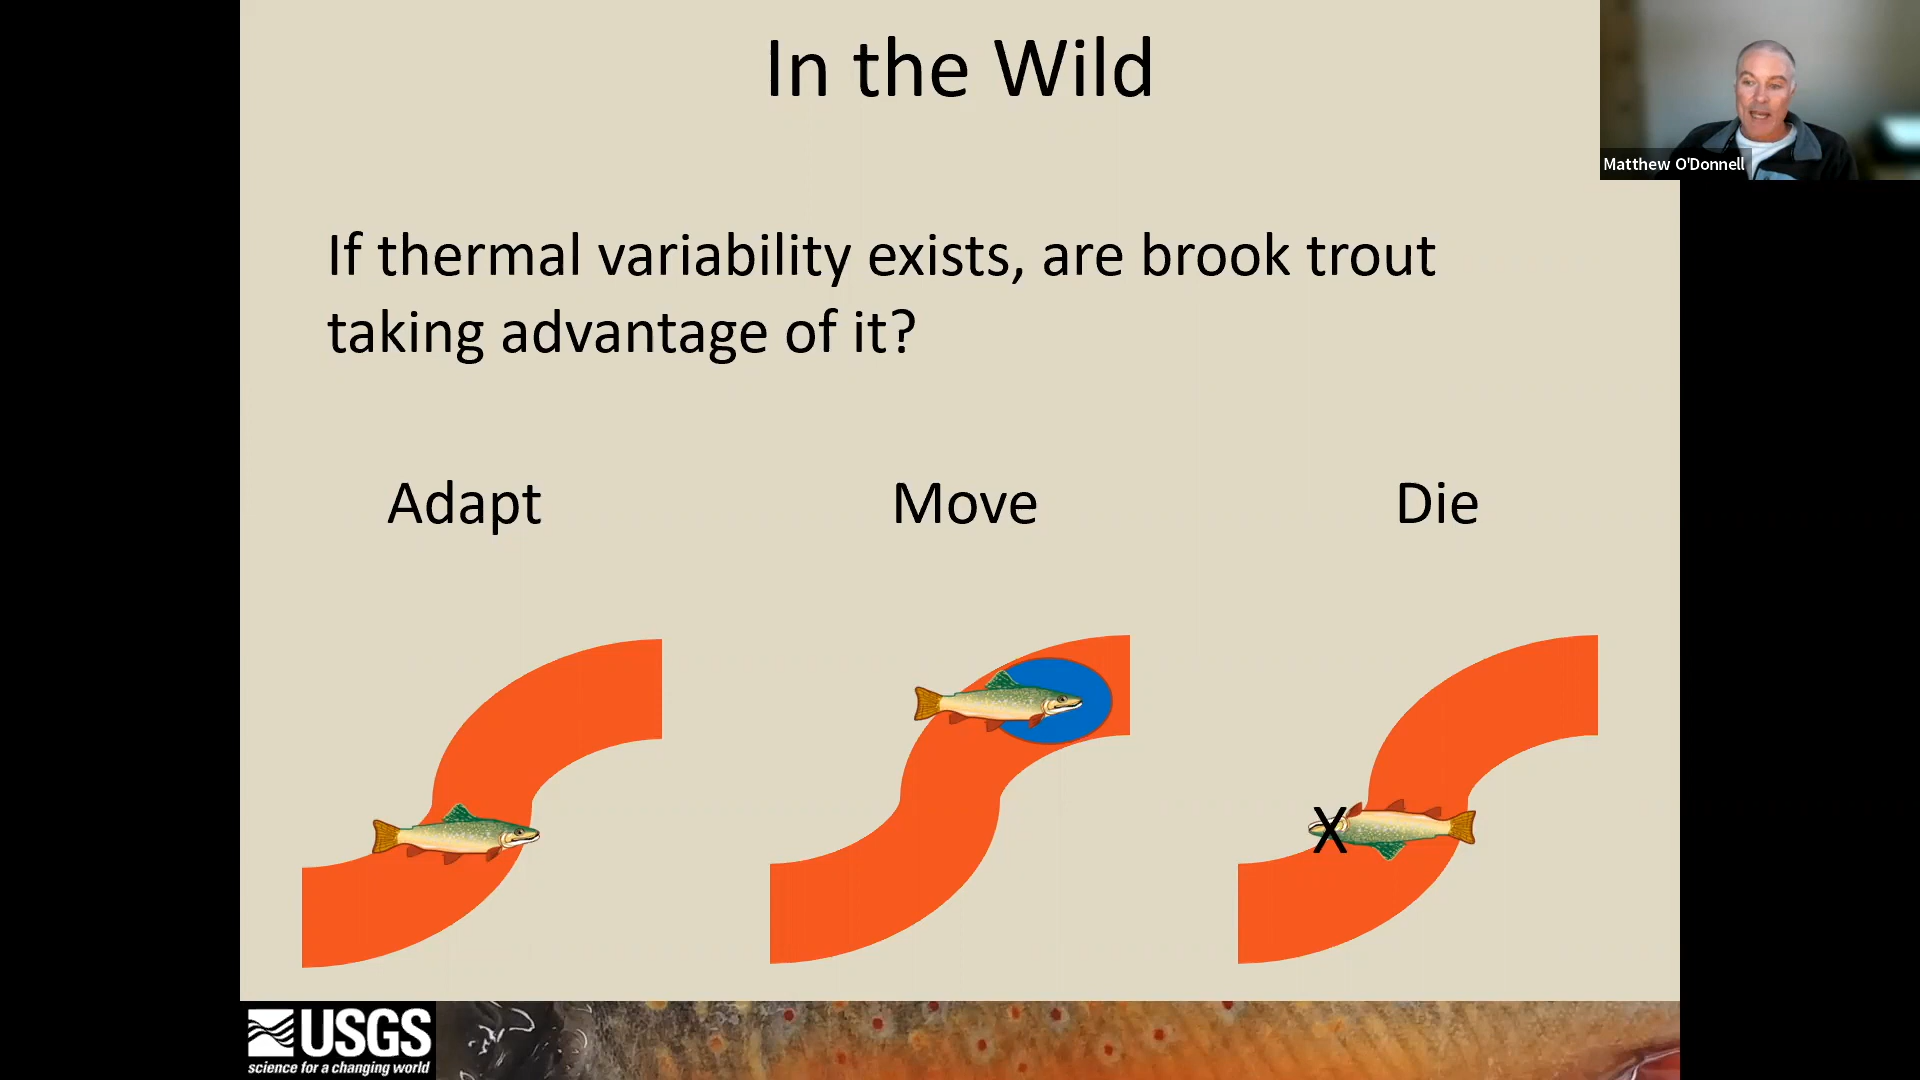 In the Wild
Matthew O'Donnell
If thermal variability exists, are brook trout
taking advantage of it?
Adapt
Move
Die
X
USGS
science for a changing world